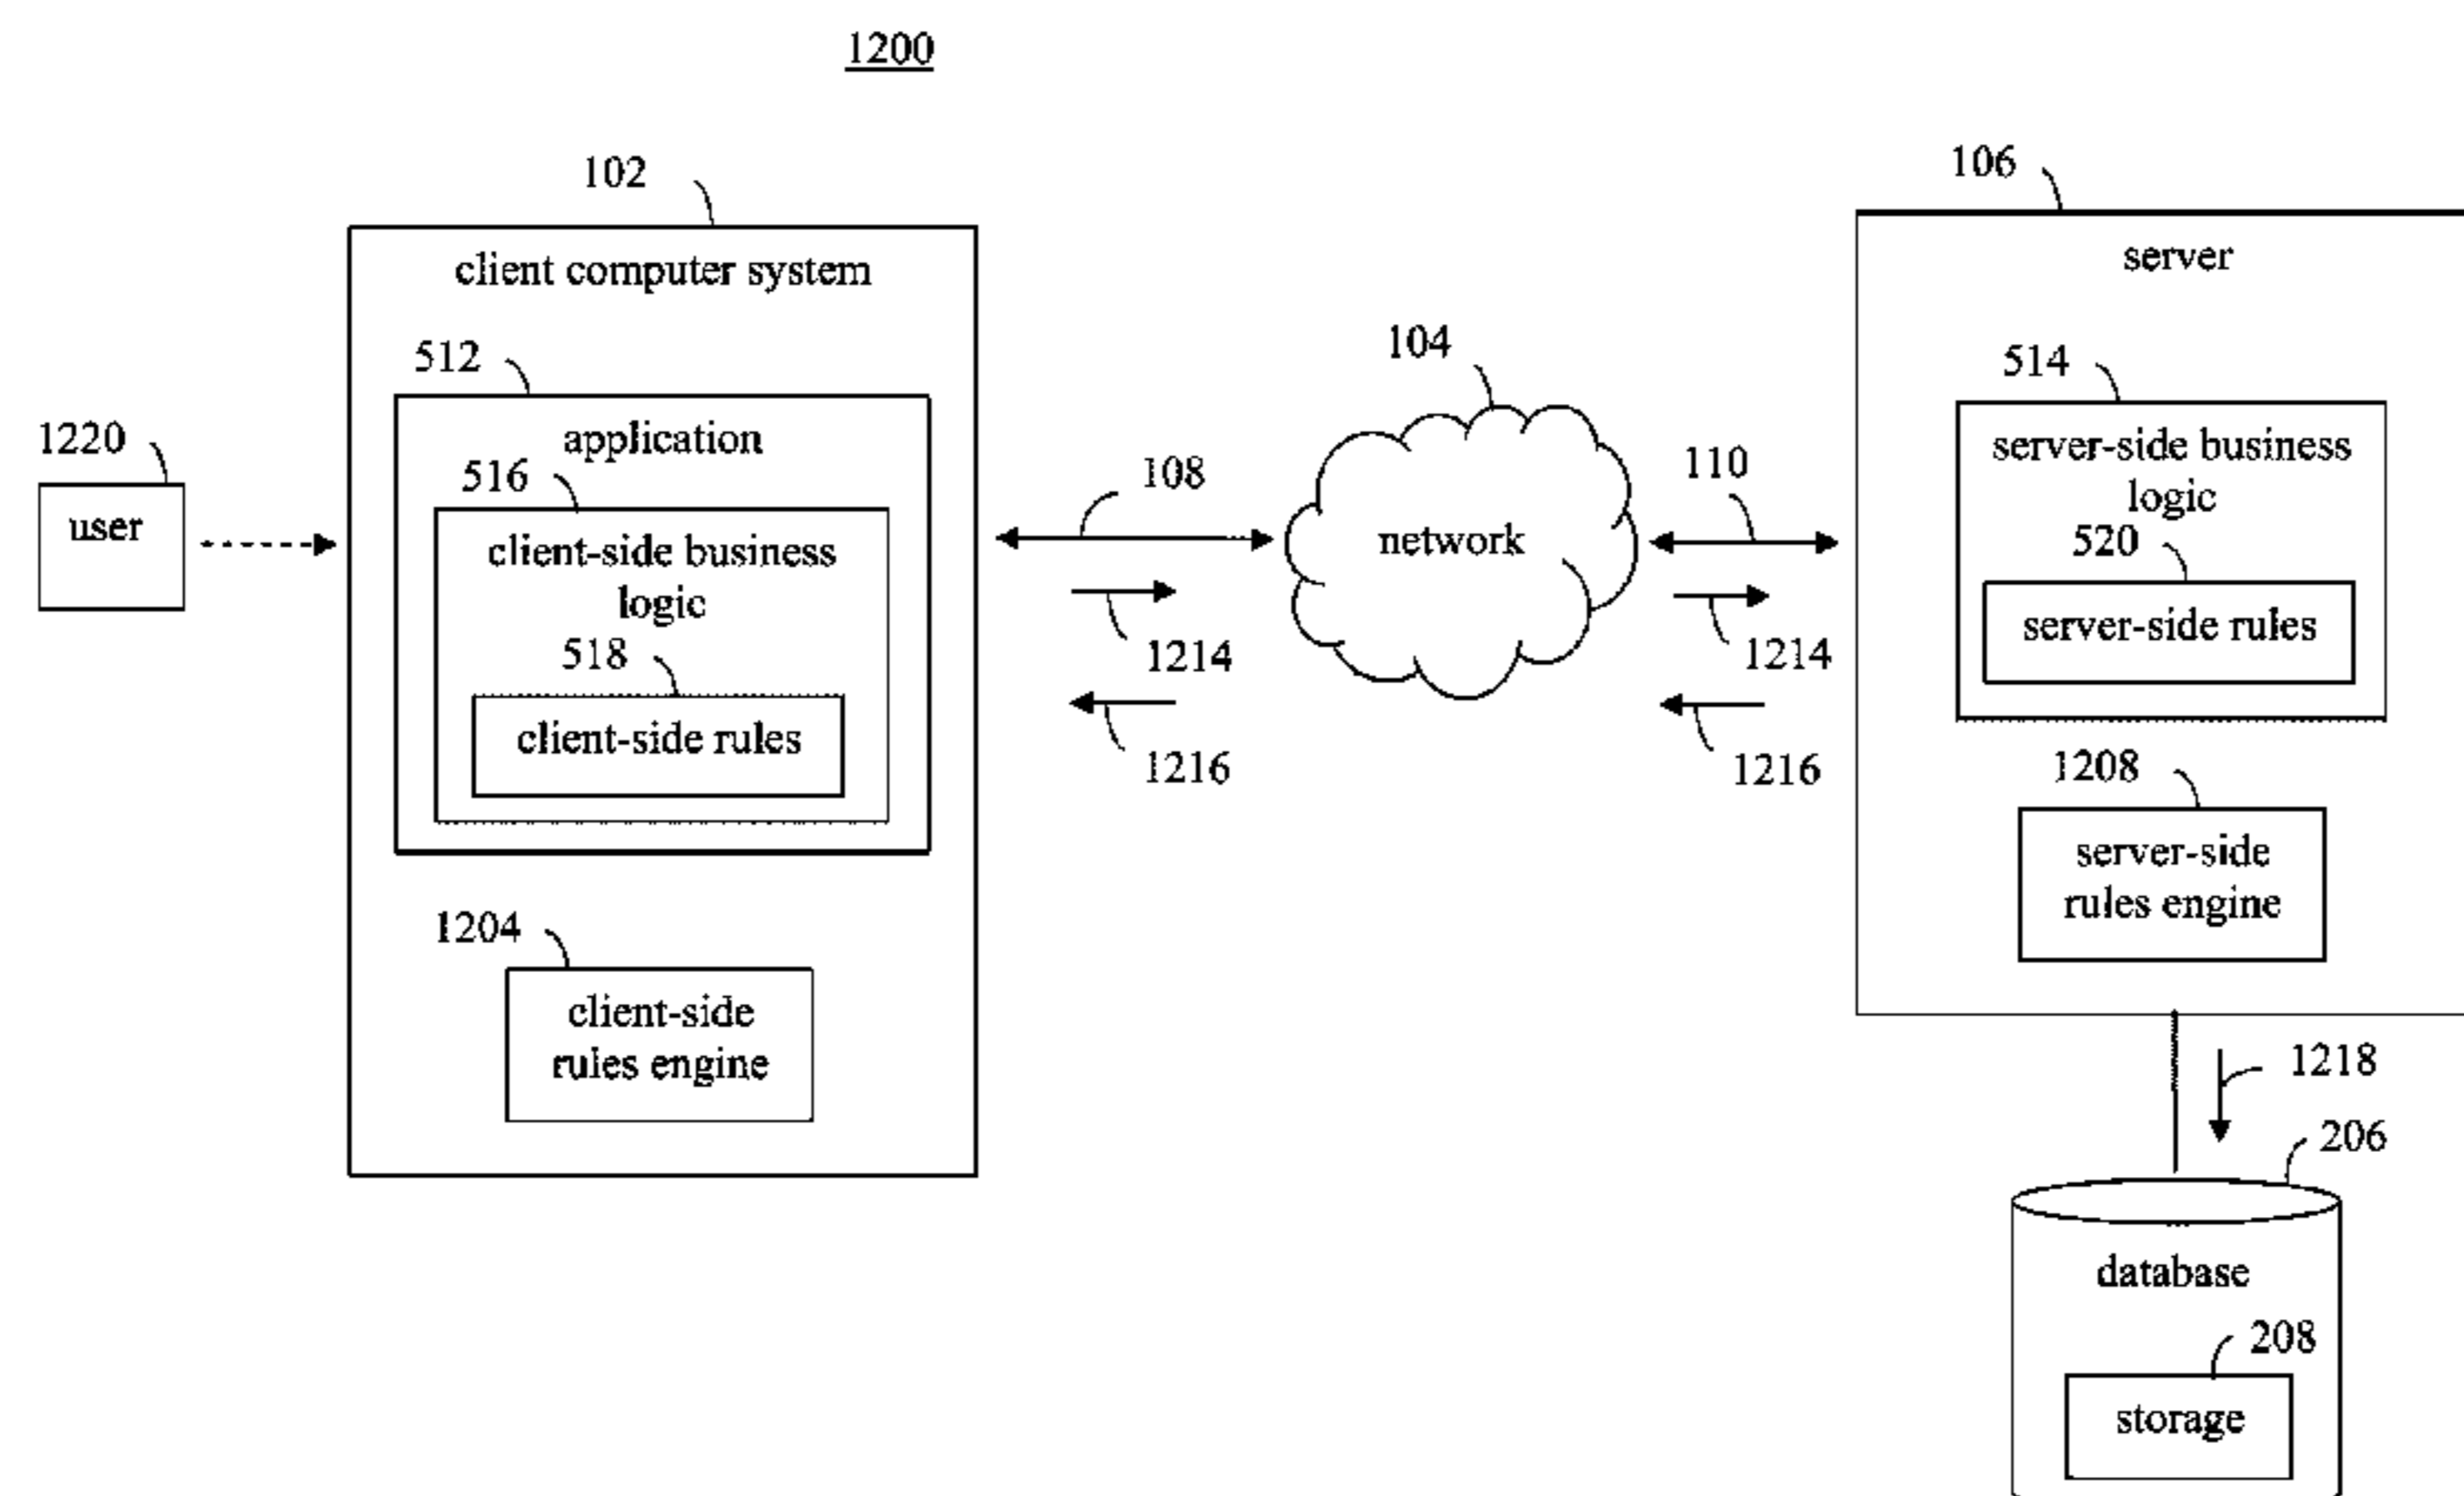 1200
102
client computer system
512
application
516
client-side business
logic
518
client-side rules
1204
client-side
rules engine
1220
user
108
1214
1216
104
network
110
1214
1216
106
server
514
server-side business
logic
520
server-side rules
1208
server-side
rules engine
1218
206
database
208
storage